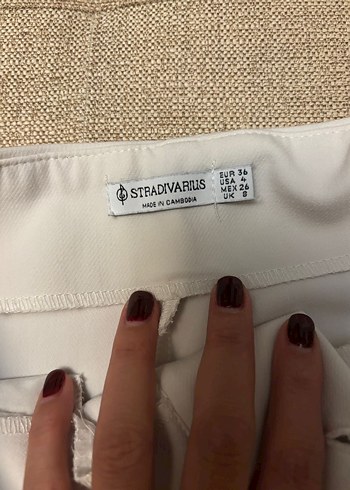 STRADIVARIUS
MADE IN CAMBODIA
EUR 36
USA 4
MEX 26
UK 8